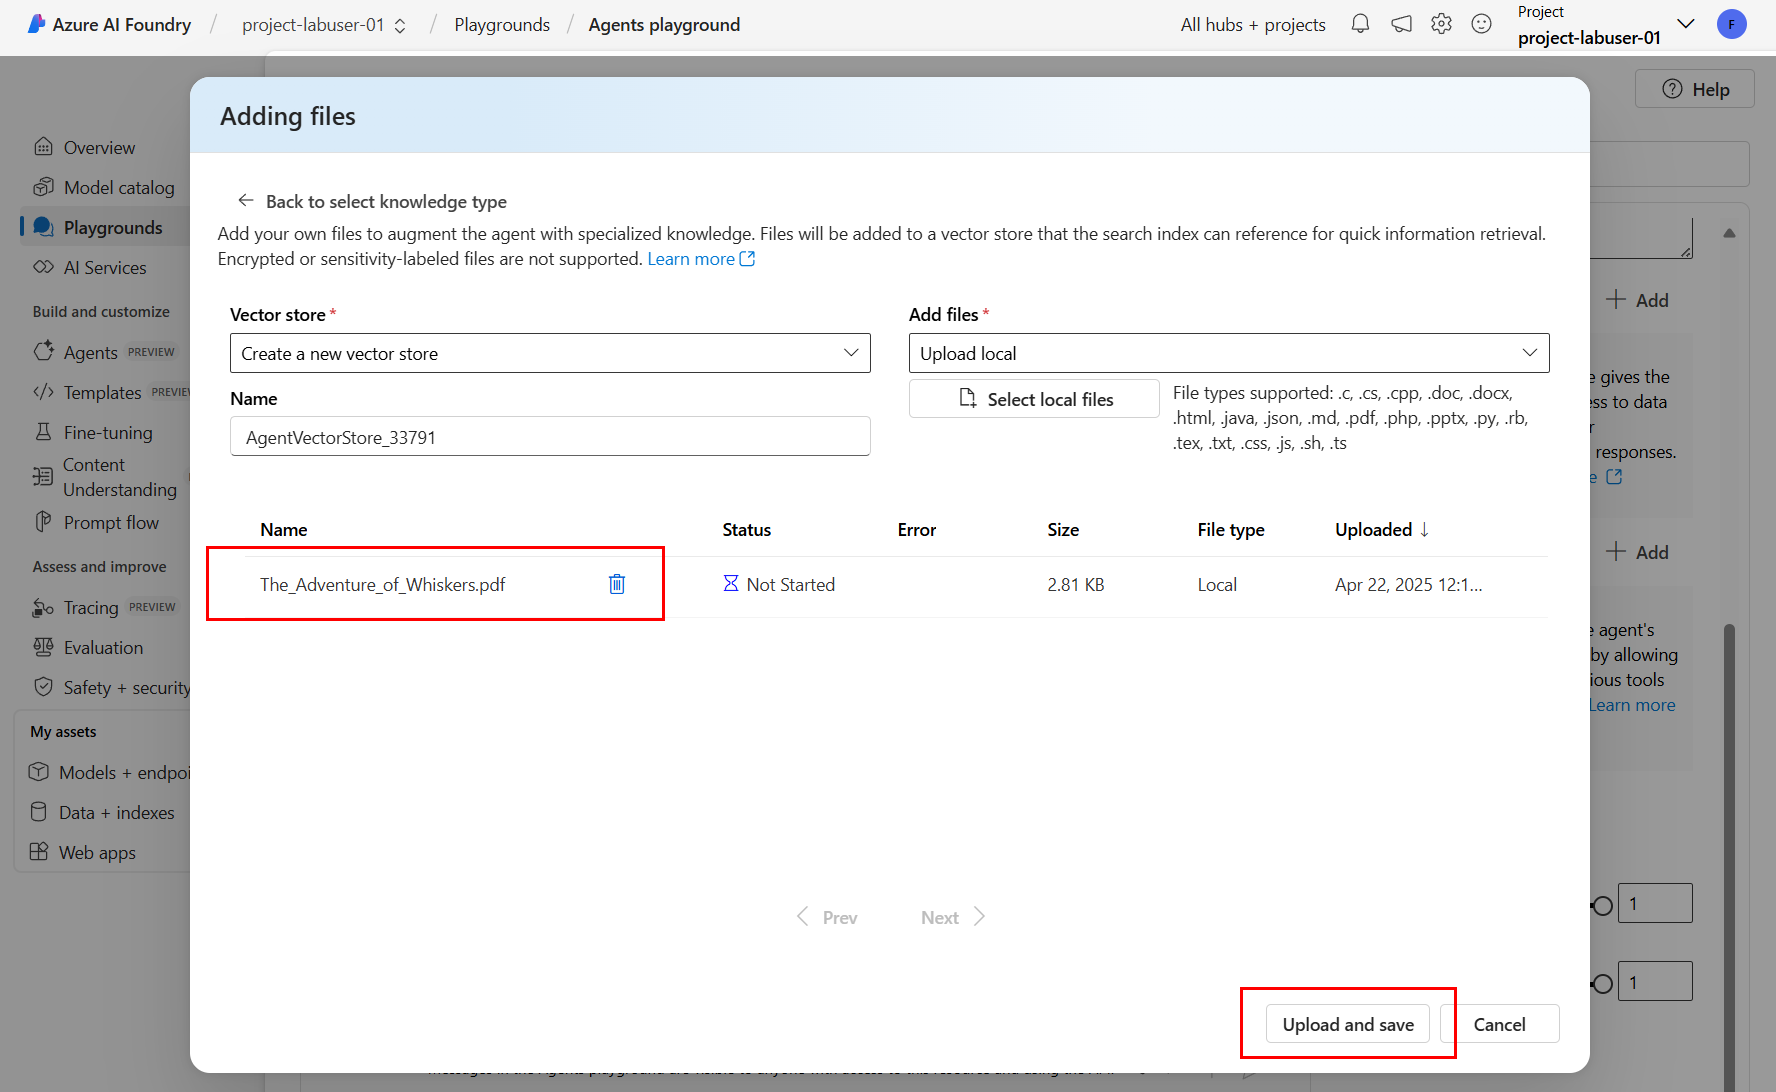 Azure AI Foundry / project-labuser-01 / Playgrounds / Agents playground
All hubs + projects
Project
project-labuser-01
F
Help
Overview
Model catalog
Playgrounds
AI Services
Build and customize
Agents PREVIEW
Templates PREVIEW
Fine-tuning
Content
Understanding
Prompt flow
Assess and improve
Tracing PREVIEW
Evaluation
Safety + security
My assets
Models + endpoi
Data + indexes
Web apps
Adding files
Back to select knowledge type
Add your own files to augment the agent with specialized knowledge. Files will be added to a vector store that the search index can reference for quick information retrieval.
Encrypted or sensitivity-labeled files are not supported. Learn more
Vector store *
Create a new vector store
Name
AgentVectorStore_33791
Add files *
Upload local
Select local files
File types supported: .c, .cs, .cpp, .doc, .docx,
.html, .java, .json, .md, .pdf, .php, .pptx, .py, .rb,
.tex, .txt, .css, .js, .sh, .ts
Name Status Error Size File type Uploaded ↓
The_Adventure_of_Whiskers.pdf Not Started 2.81 KB Local Apr 22, 2025 12:1...
Prev Next
Upload and save Cancel
+ Add
e gives the
ess to data
r
responses.
e
+ Add
e agent's
by allowing
ious tools
Learn more
1
1